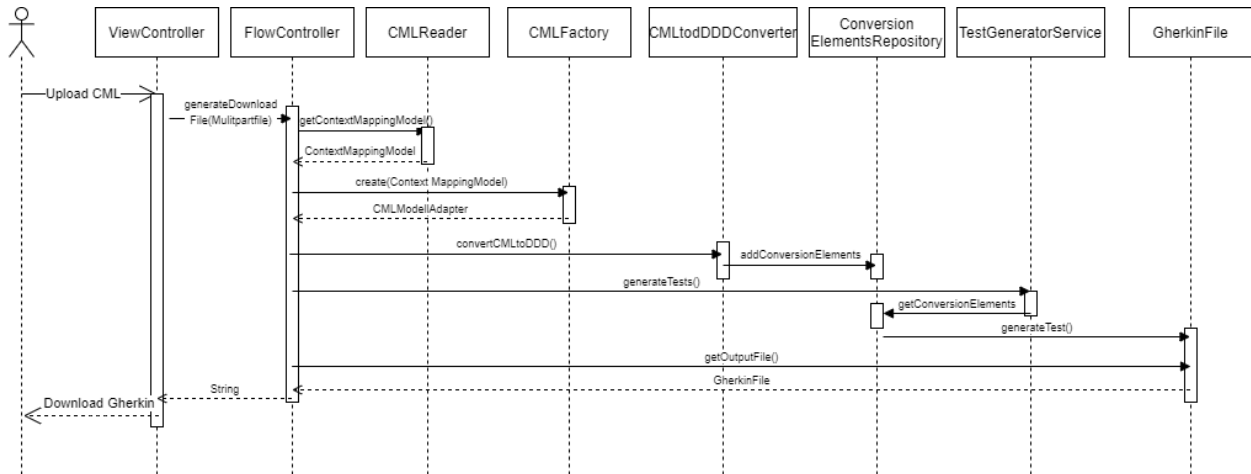 ViewController
FlowController
CMLReader
CMLFactory
CMLtodDDDConverter
Conversion
ElementsRepository
TestGeneratorService
GherkinFile
Upload CML
generateDownload
File(Mulitpartfile)
getContextMappingModel()
ContextMappingModel
create(Context MappingModel)
CMLModellAdapter
convertCMLtoDDD()
addConversionElements
generateTests()
getConversionElements
generateTest()
getOutputFile()
GherkinFile
String
Download Gherkin